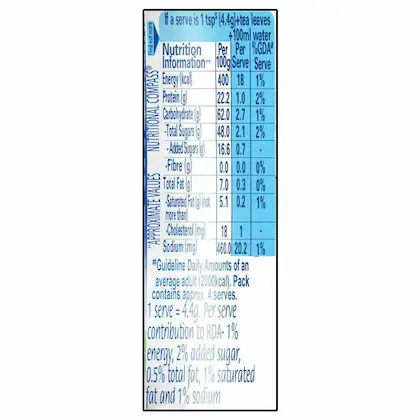 If a serve is 1 tsp⁵ (4.4g)+tea leaves
+100ml water
Nutrition Information** Per 100g Per Serve %GDA# Serve
Energy (kcal) 400 18 1%
Protein (g) 22.2 1.0 2%
Carbohydrate (g) 62.0 2.7 1%
-Total Sugars (g) 48.0 2.1 2%
- Added Sugars (g) 16.6 0.7 -
-Fibre (g) 0.0 0.0 0%
Total Fat (g) 7.0 0.3 0%
-Saturated Fat (g) (not more than) 5.1 0.2 1%
-Cholesterol (mg) 18 1 -
Sodium (mg) 460.0 20.2 1%
#Guideline Daily Amounts of an
average adult (2000kcal). Pack
contains approx. 4 serves.
1 serve = 4.4g. Per serve
contribution to RDA- 1%
energy, 2% added sugar,
0.5% total fat, 1% saturated
fat and 1% sodium
NUTRITIONAL COMPASS®
*APPROXIMATE VALUES